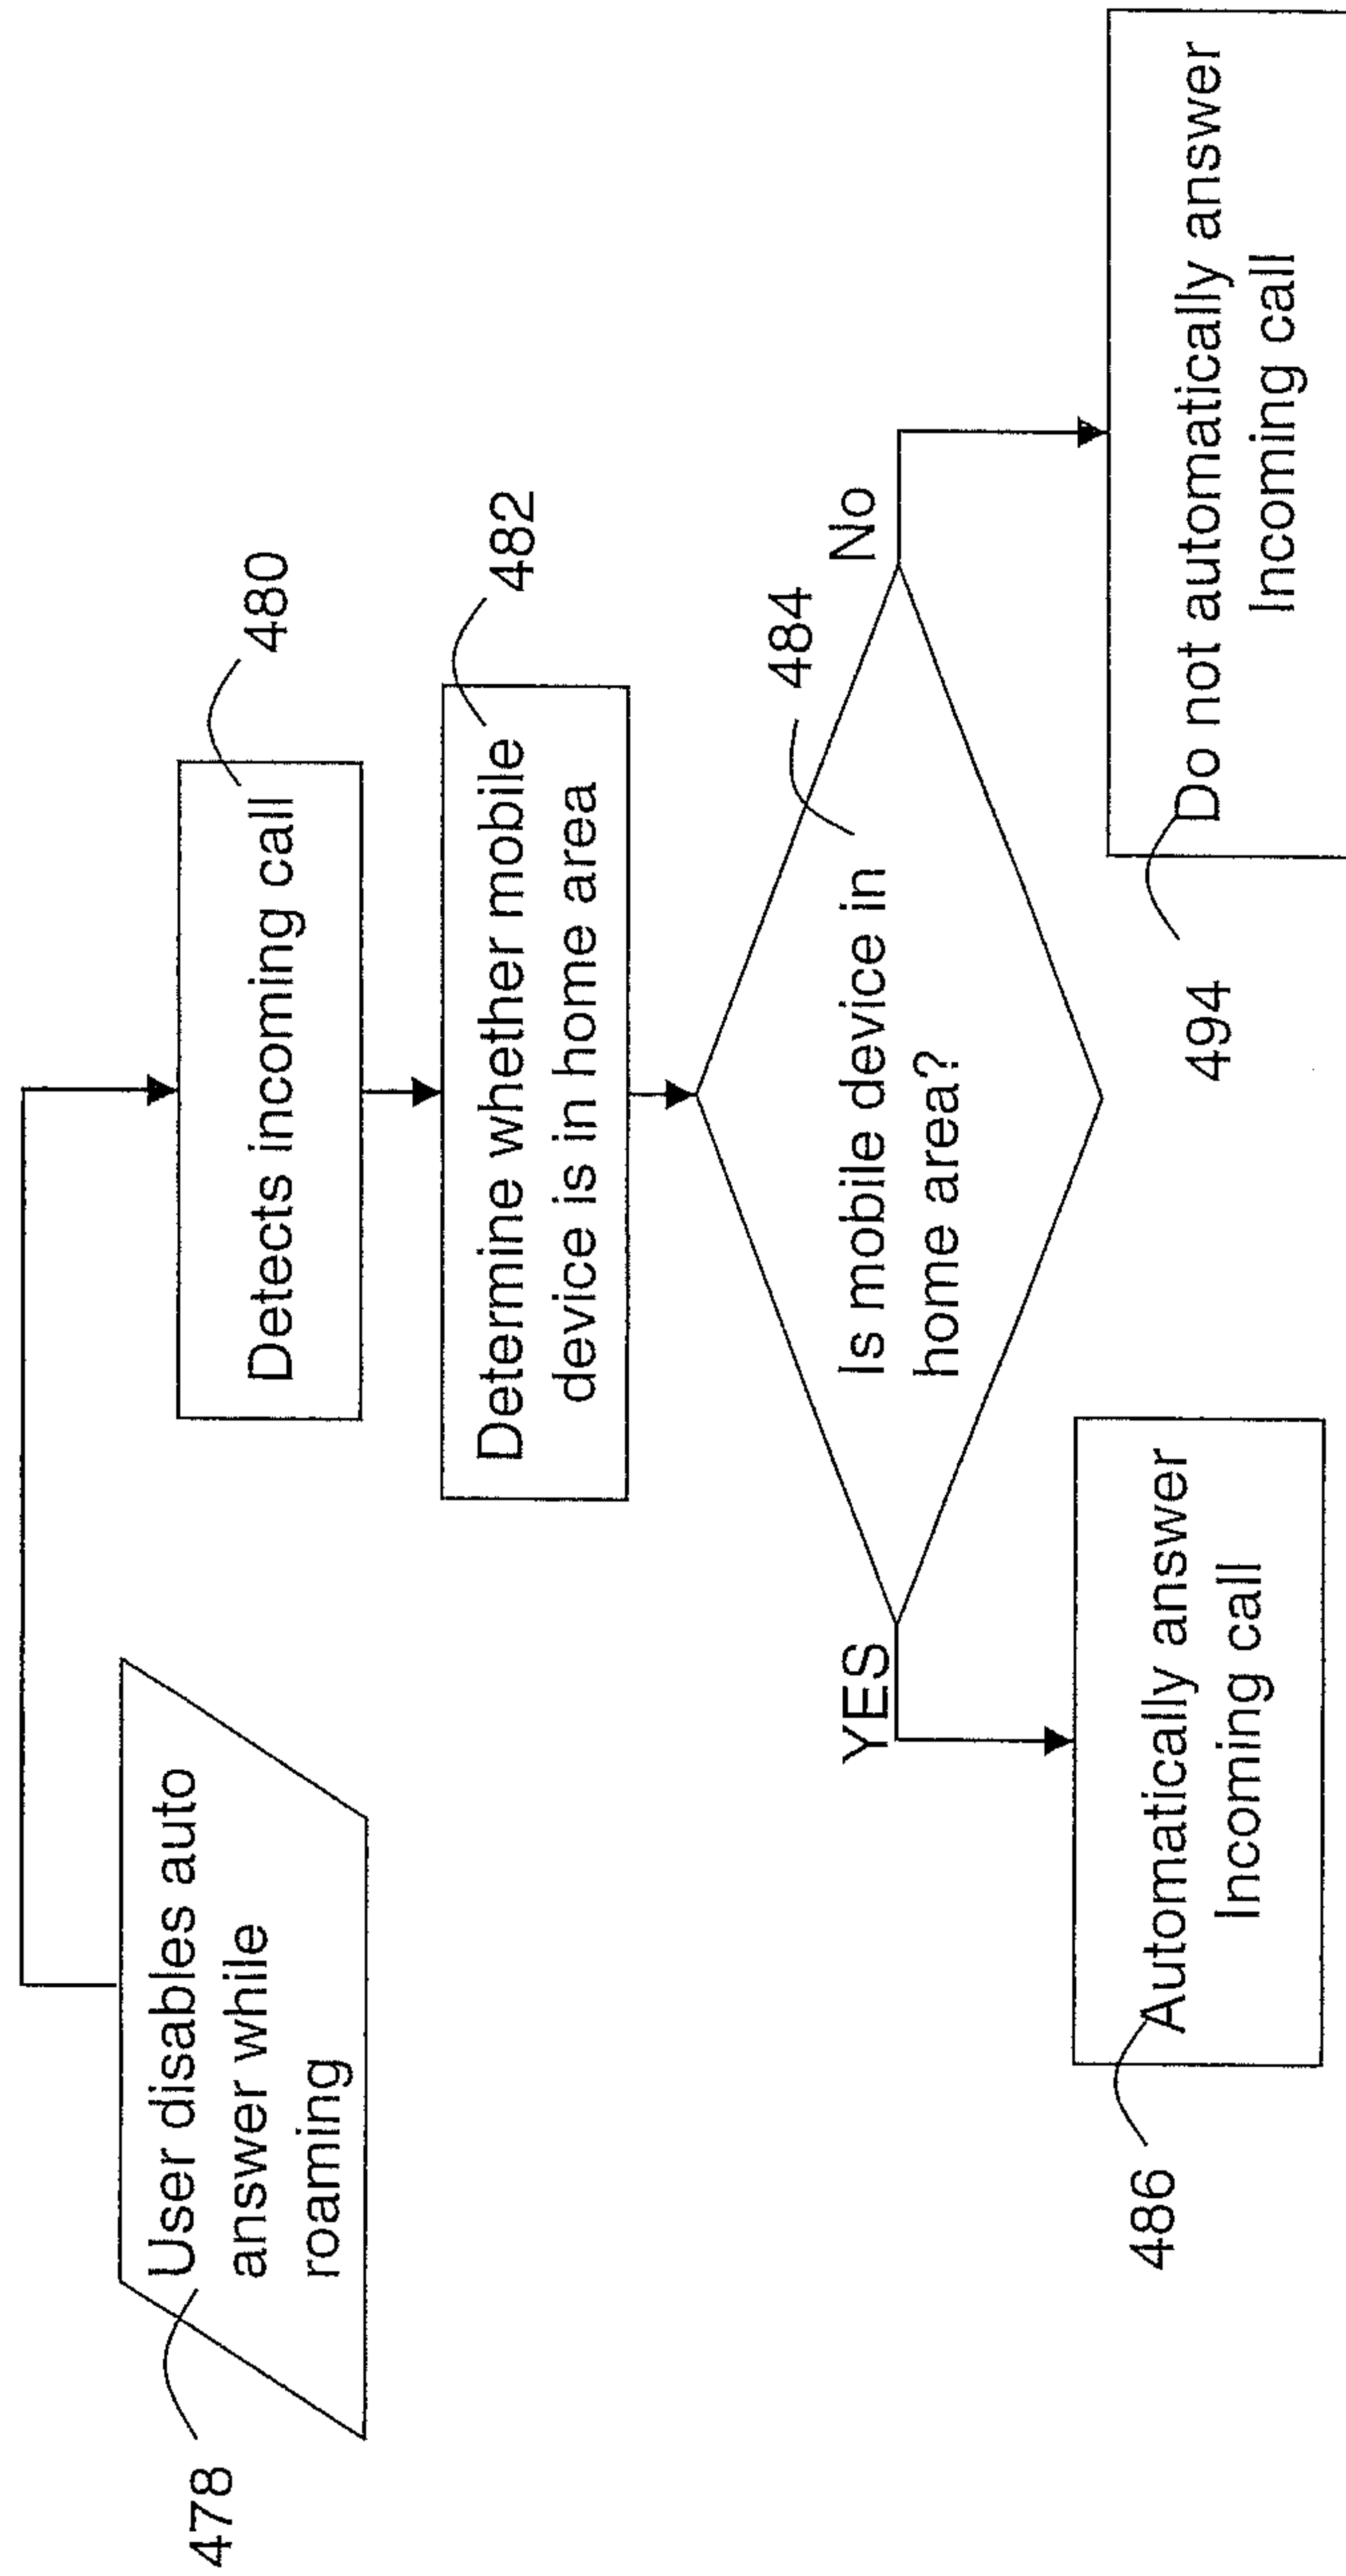 478
User disables auto
answer while
roaming
Detects incoming call
480
Determine whether mobile
device is in home area
482
484
Is mobile device in
home area?
YES
No
486
Automatically answer
Incoming call
494
Do not automatically answer
Incoming call